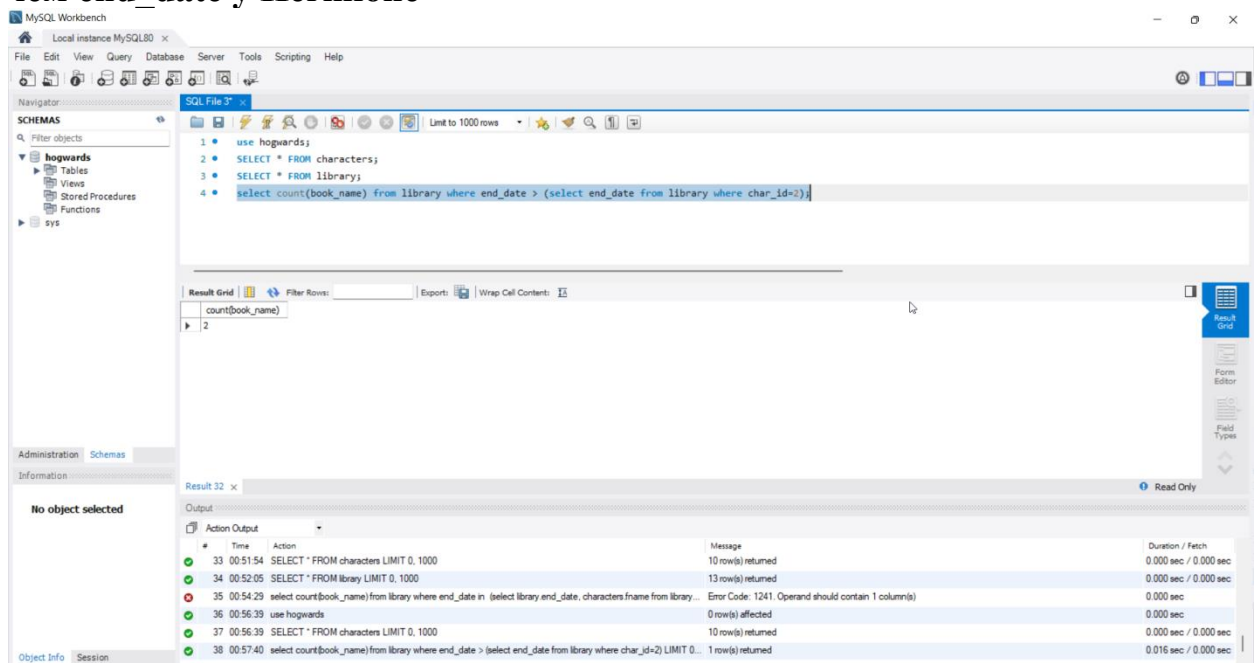 чем end_date у Hermione
MySQL Workbench
Local instance MySQL80
File Edit View Query Database Server Tools Scripting Help
Navigator
SCHEMAS
Filter objects
hogwards
Tables
Views
Stored Procedures
Functions
sys
Administration Schemas
Information
No object selected
Object Info Session
SQL File 3*
Limit to 1000 rows
1 use hogwards;
2 SELECT * FROM characters;
3 SELECT * FROM library;
4 select count(book_name) from library where end_date > (select end_date from library where char_id=2);
Result Grid Filter Rows: Export: Wrap Cell Content:
count(book_name)
2
Result Grid
Form Editor
Field Types
Result 32
Read Only
Output
Action Output
# Time Action Message Duration / Fetch
33 00:51:54 SELECT * FROM characters LIMIT 0, 1000 10 row(s) returned 0.000 sec / 0.000 sec
34 00:52:05 SELECT * FROM library LIMIT 0, 1000 13 row(s) returned 0.000 sec / 0.000 sec
35 00:54:29 select count(book_name) from library where end_date in (select library.end_date, characters.fname from library... Error Code: 1241. Operand should contain 1 column(s) 0.000 sec
36 00:56:39 use hogwards 0 row(s) affected 0.000 sec
37 00:56:39 SELECT * FROM characters LIMIT 0, 1000 10 row(s) returned 0.000 sec / 0.000 sec
38 00:57:40 select count(book_name) from library where end_date > (select end_date from library where char_id=2) LIMIT 0... 1 row(s) returned 0.016 sec / 0.000 sec